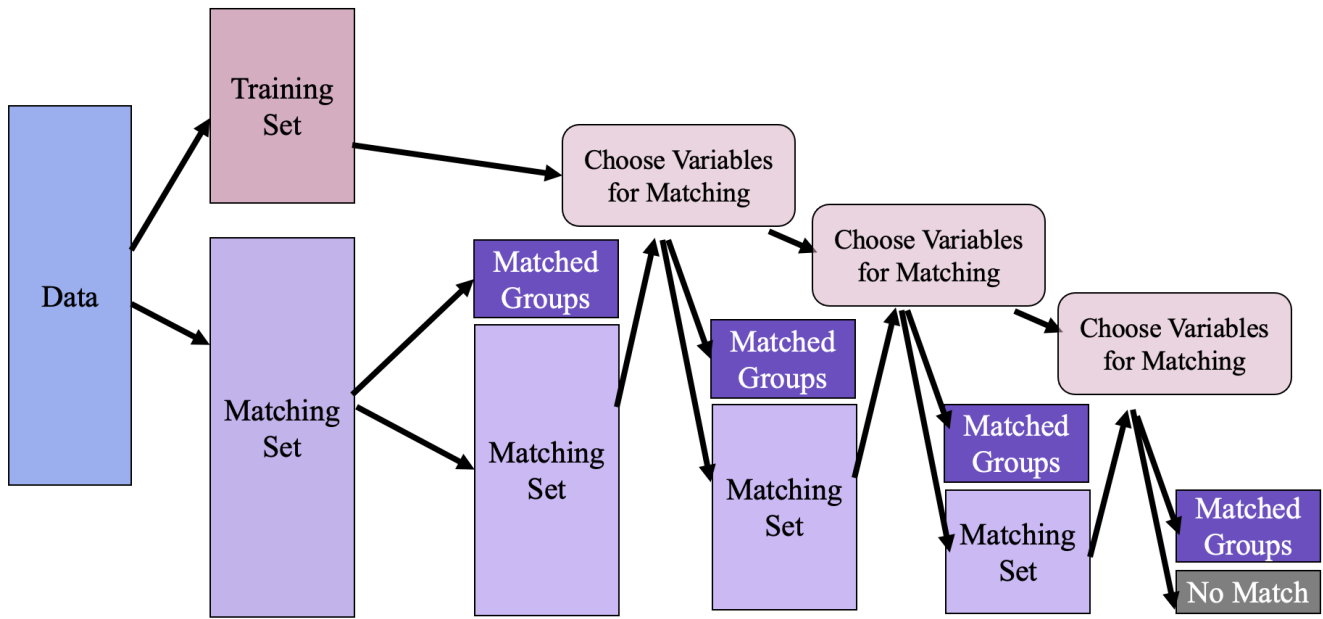 Data
Training
Set
Matching
Set
Matched
Groups
Matching
Set
Choose Variables
for Matching
Matched
Groups
Matching
Set
Choose Variables
for Matching
Matched
Groups
Matching
Set
Choose Variables
for Matching
Matched
Groups
No Match